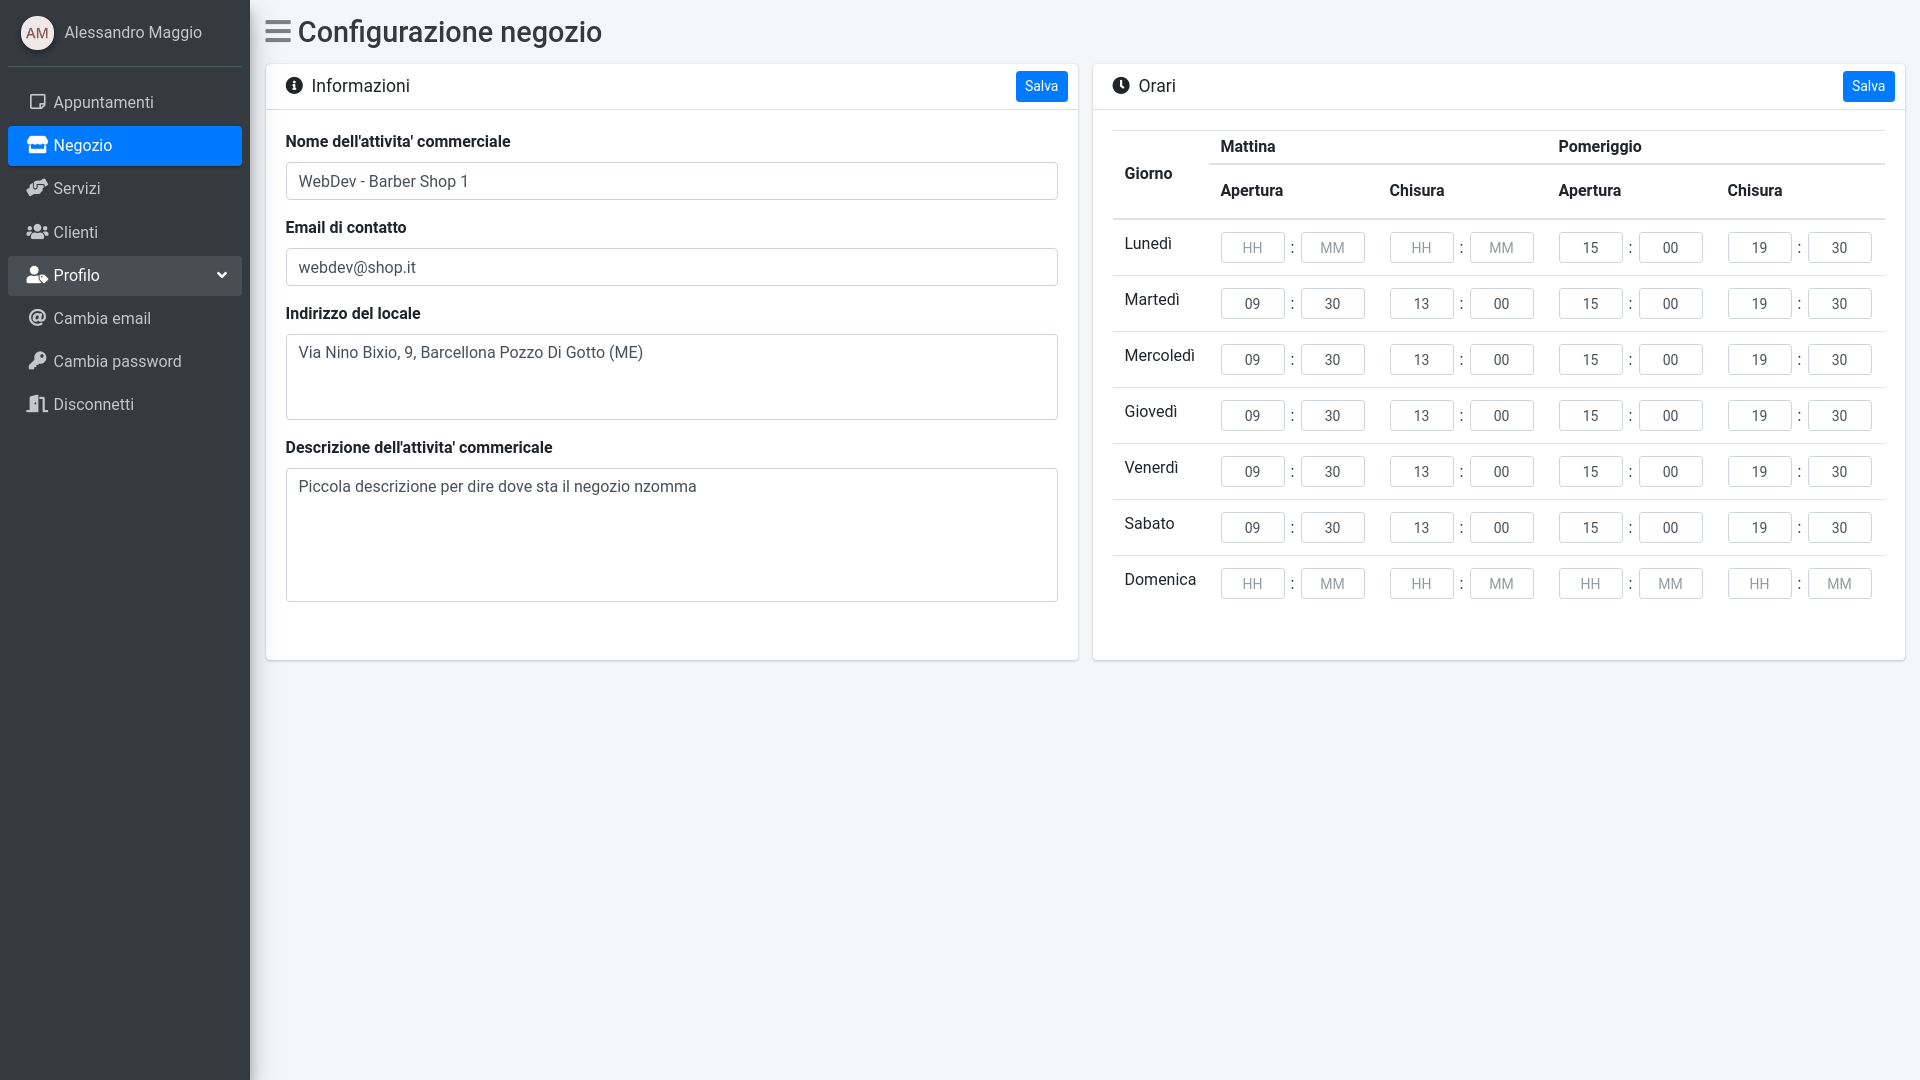 AM Alessandro Maggio
Appuntamenti
Negozio
Servizi
Clienti
Profilo
Cambia email
Cambia password
Disconnetti
Configurazione negozio
Informazioni Salva
Nome dell'attivita' commerciale
WebDev - Barber Shop 1
Email di contatto
webdev@shop.it
Indirizzo del locale
Via Nino Bixio, 9, Barcellona Pozzo Di Gotto (ME)
Descrizione dell'attivita' commericale
Piccola descrizione per dire dove sta il negozio nzomma
Orari Salva
Giorno Mattina Pomeriggio
Apertura Chisura Apertura Chisura
Lunedì HH : MM HH : MM 15 : 00 19 : 30
Martedì 09 : 30 13 : 00 15 : 00 19 : 30
Mercoledì 09 : 30 13 : 00 15 : 00 19 : 30
Giovedì 09 : 30 13 : 00 15 : 00 19 : 30
Venerdì 09 : 30 13 : 00 15 : 00 19 : 30
Sabato 09 : 30 13 : 00 15 : 00 19 : 30
Domenica HH : MM HH : MM HH : MM HH : MM